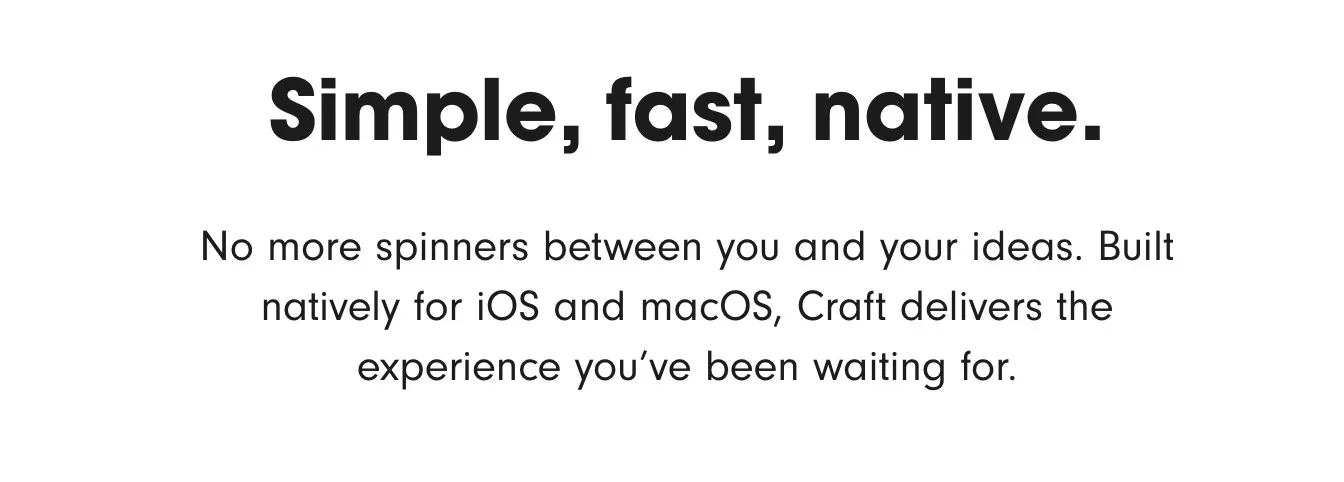 Simple, fast, native.
No more spinners between you and your ideas. Built
natively for iOS and macOS, Craft delivers the
experience you’ve been waiting for.